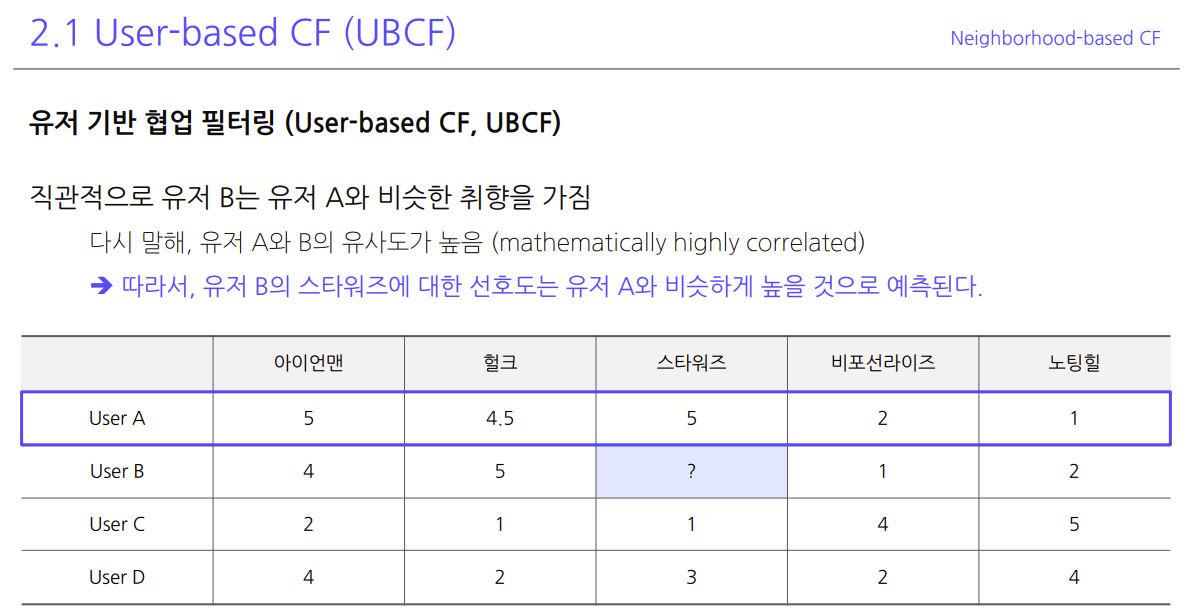 2.1 User-based CF (UBCF)
Neighborhood-based CF
유저 기반 협업 필터링 (User-based CF, UBCF)
직관적으로 유저 B는 유저 A와 비슷한 취향을 가짐
다시 말해, 유저 A와 B의 유사도가 높음 (mathematically highly correlated)
➔ 따라서, 유저 B의 스타워즈에 대한 선호도는 유저 A와 비슷하게 높을 것으로 예측된다.
아이언맨 헐크 스타워즈 비포선라이즈 노팅힐
User A 5 4.5 5 2 1
User B 4 5 ? 1 2
User C 2 1 1 4 5
User D 4 2 3 2 4